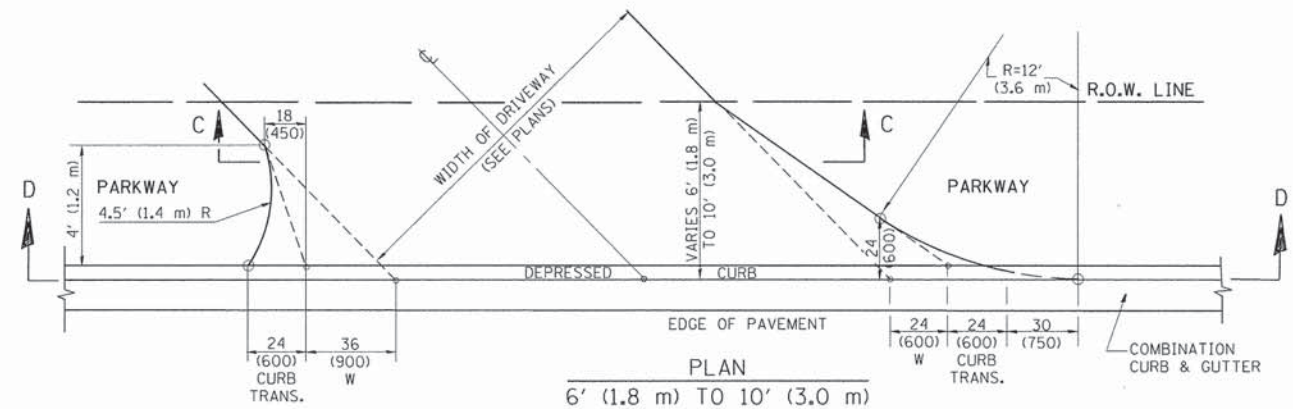 R=12'
(3.6 m)
R.O.W. LINE
WIDTH OF DRIVEWAY
(SEE PLANS)
C
18
(450)
C
4' (1.2 m)
PARKWAY
4.5' (1.4 m) R
VARIES 6' (1.8 m)
TO 10' (3.0 m)
PARKWAY
D
D
24
(600)
DEPRESSED CURB
EDGE OF PAVEMENT
24
(600)
CURB
TRANS.
36
(900)
W
24
(600)
W
24
(600)
CURB
TRANS.
30
(750)
COMBINATION
CURB & GUTTER
PLAN
6' (1.8 m) TO 10' (3.0 m)